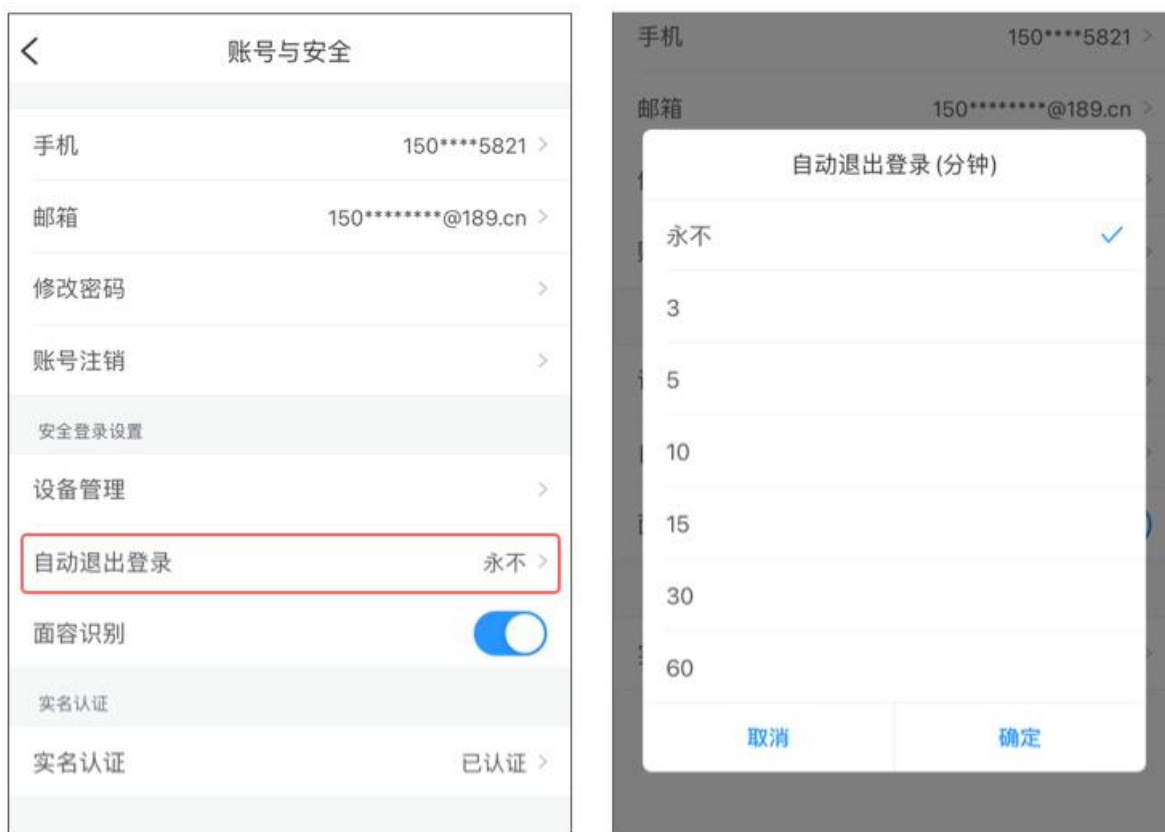 账号与安全
手机 150****5821
邮箱 150********@189.cn
修改密码
账号注销
安全登录设置
设备管理
自动退出登录 永不
面容识别
实名认证
实名认证 已认证
手机 150****5821
邮箱 150********@189.cn
自动退出登录(分钟)
永不
3
5
10
15
30
60
取消 确定